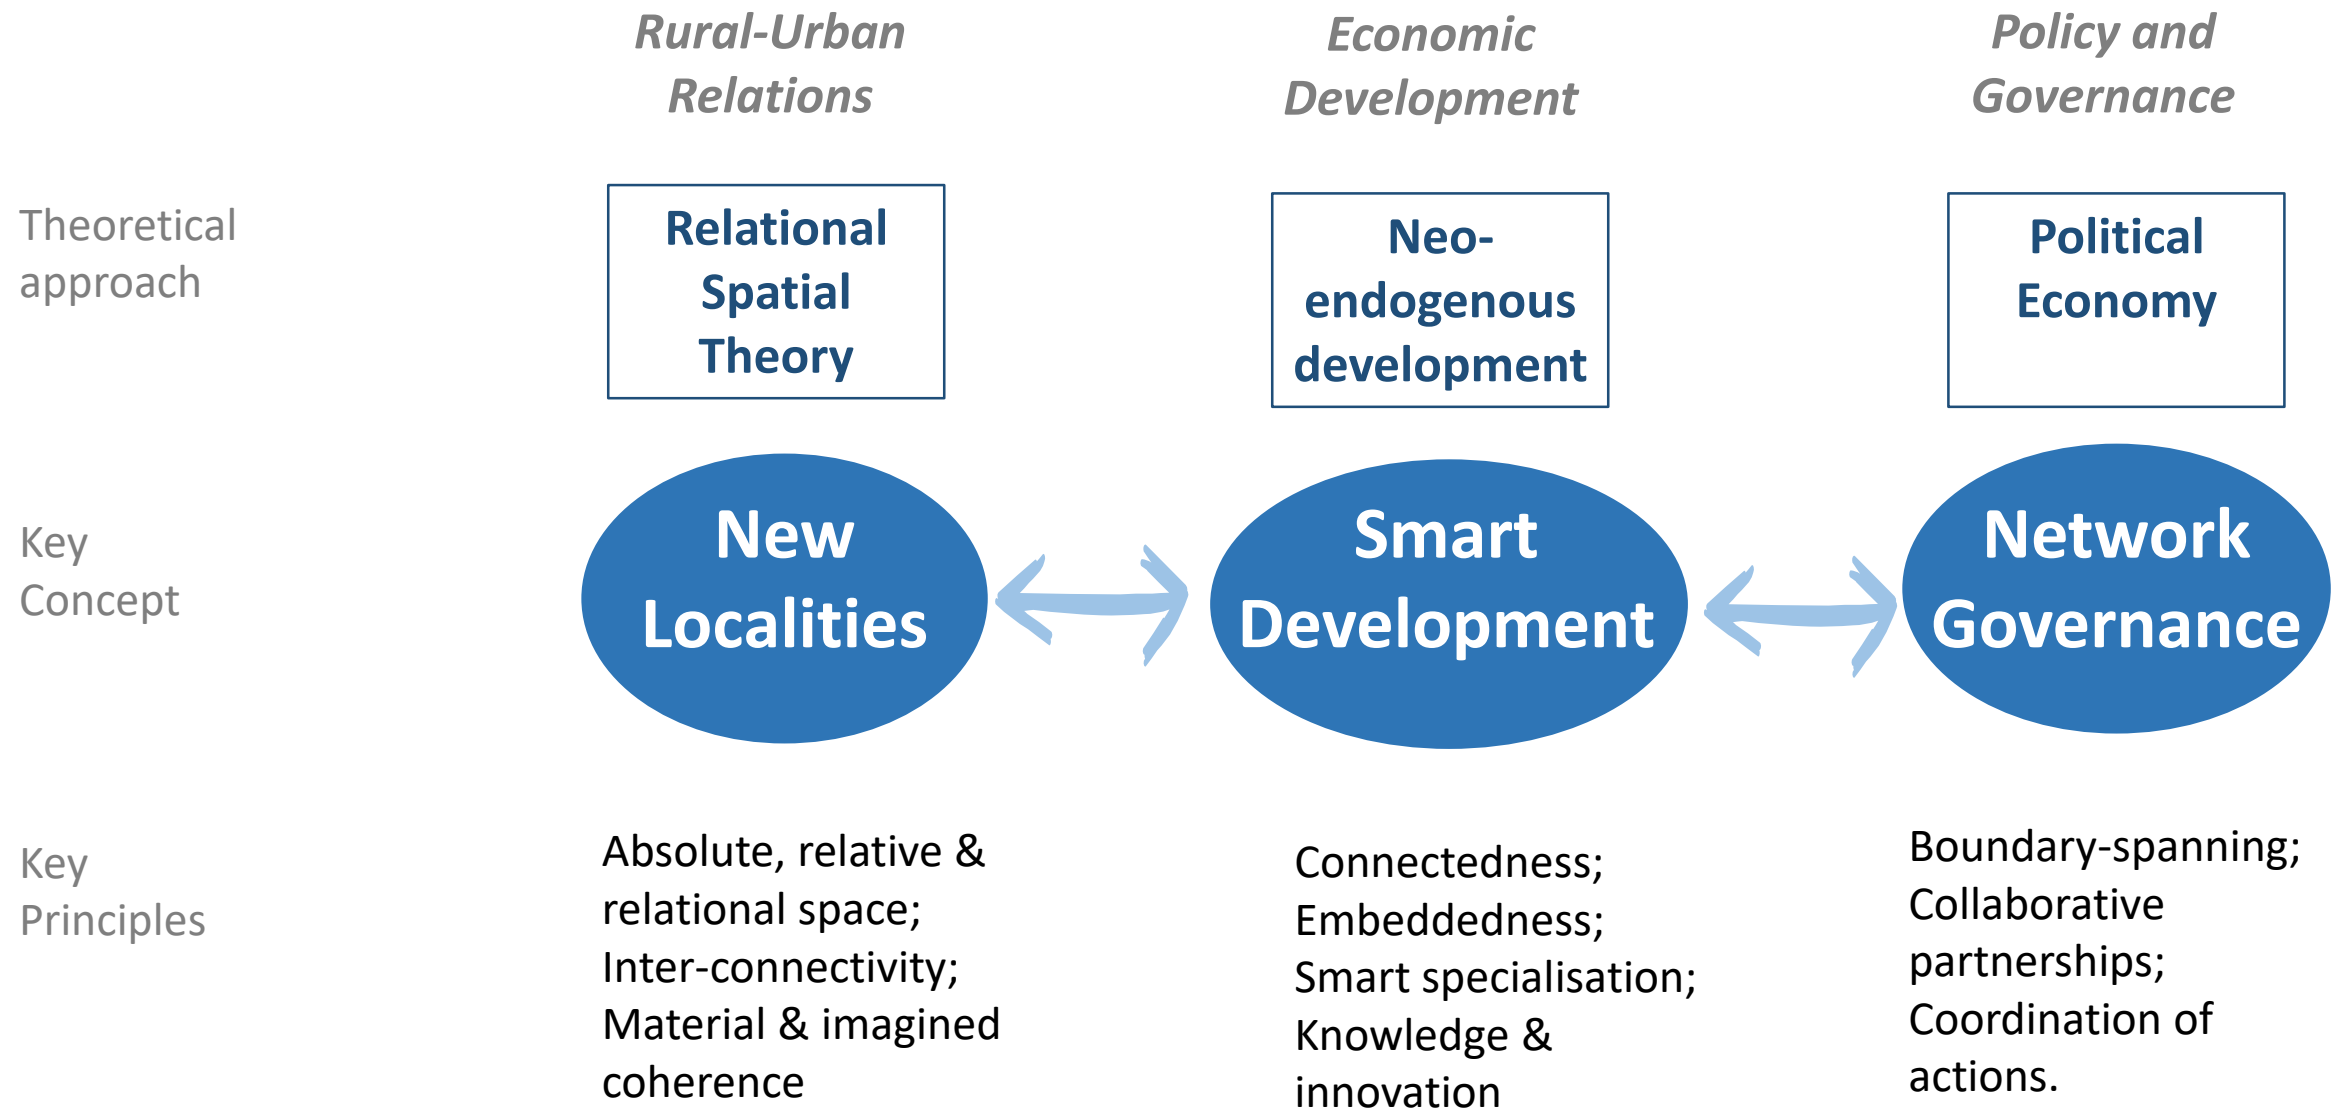 Rural-Urban
Relations
Economic
Development
Policy and
Governance
Theoretical
approach
Relational
Spatial
Theory
Neo-
endogenous
development
Political
Economy
Key
Concept
New
Localities
Smart
Development
Network
Governance
Key
Principles
Absolute, relative &
relational space;
Inter-connectivity;
Material & imagined
coherence
Connectedness;
Embeddedness;
Smart specialisation;
Knowledge &
innovation
Boundary-spanning;
Collaborative
partnerships;
Coordination of
actions.